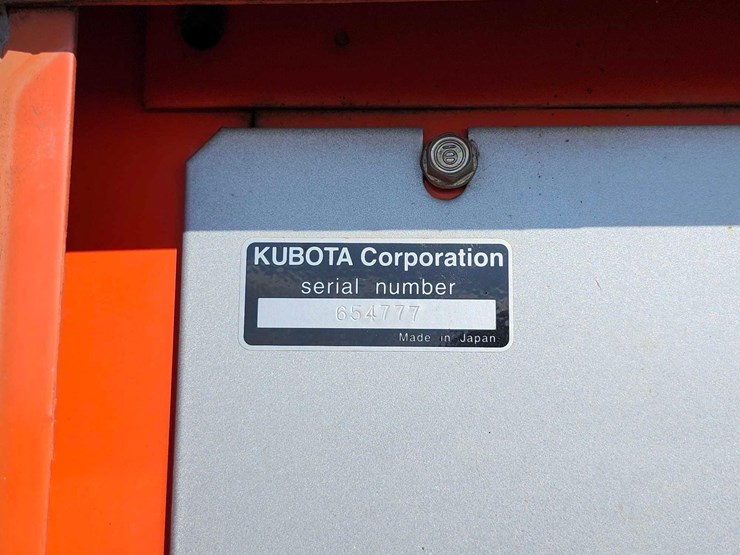 KUBOTA Corporation
serial number
654777
Made in Japan